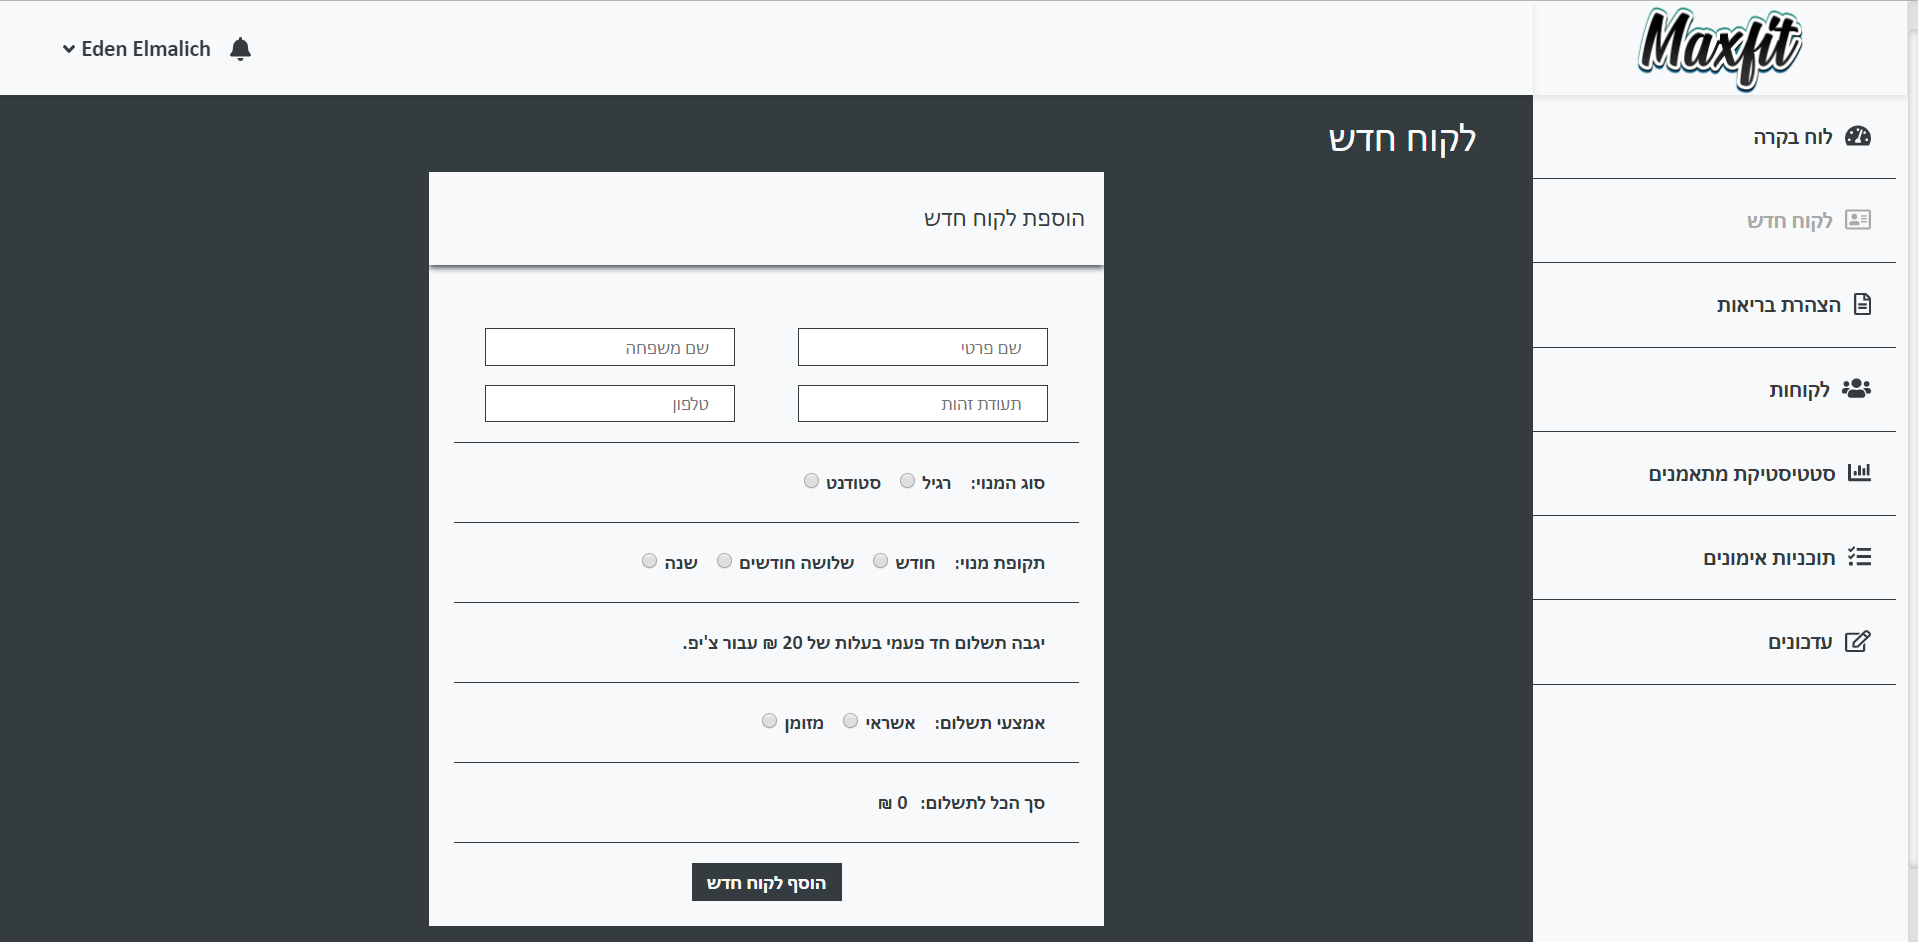 Maxfit
Eden Elmalich
לוח בקרה
לקוח חדש
הצהרת בריאות
לקוחות
סטטיסטיקת מתאמנים
תוכניות אימונים
עדכונים
לקוח חדש
הוספת לקוח חדש
שם פרטי שם משפחה
תעודת זהות טלפון
סוג המנוי: רגיל סטודנט
תקופת מנוי: חודש שלושה חודשים שנה
יגבה תשלום חד פעמי בעלות של 20 ₪ עבור צ'יפ.
אמצעי תשלום: אשראי מזומן
סך הכל לתשלום: 0 ₪
הוסף לקוח חדש